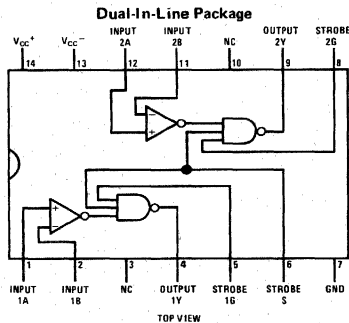 Dual-In-Line Package
VCC+ VCC− INPUT 2A INPUT 2B NC OUTPUT 2Y STROBE 2G
14 13 12 11 10 9 8
− +
+ −
1 2 3 4 5 6 7
INPUT 1A INPUT 1B NC OUTPUT 1Y STROBE 1G STROBE S GND
TOP VIEW